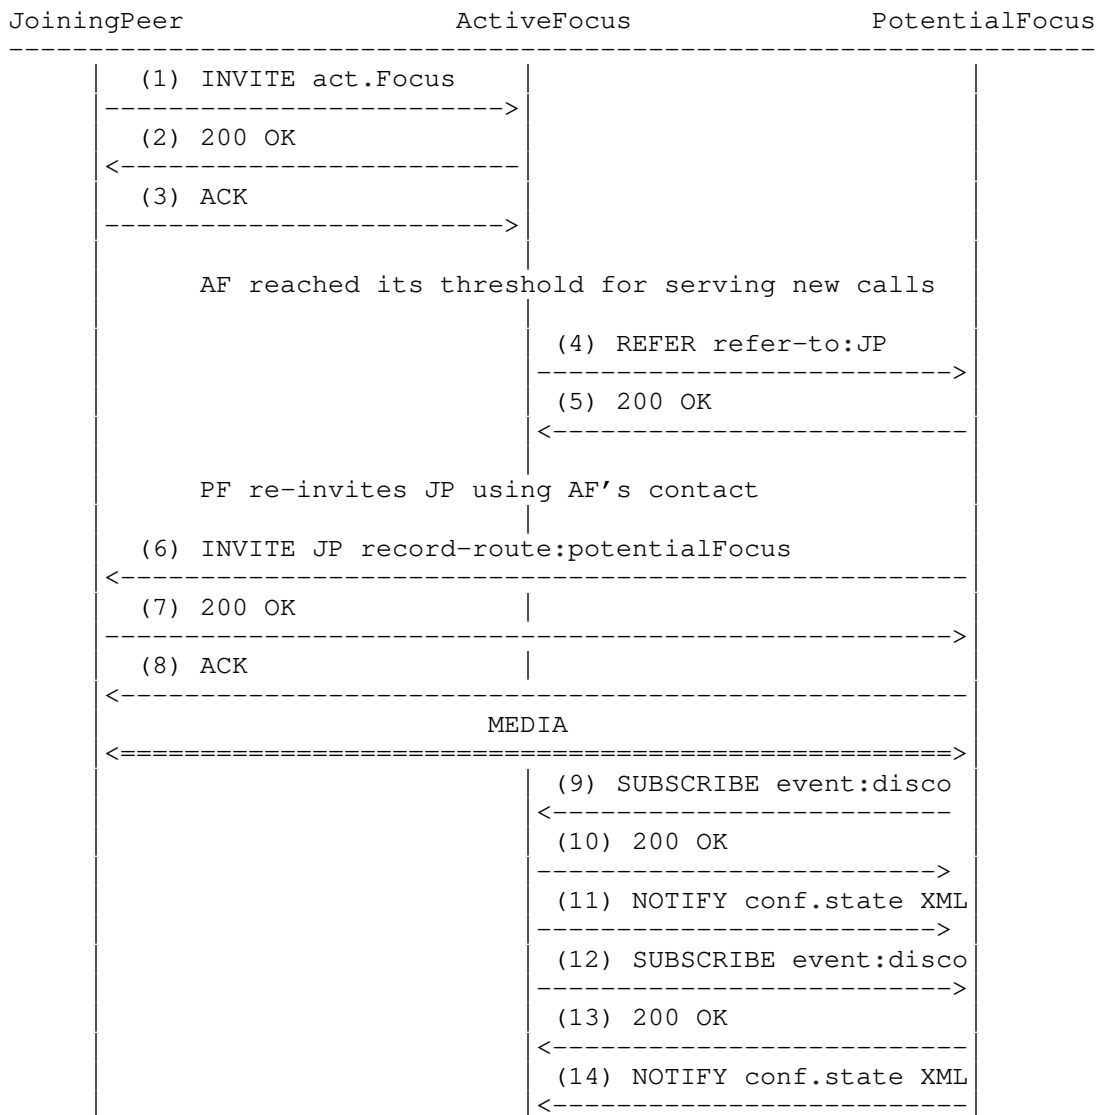 JoiningPeer ActiveFocus PotentialFocus
(1) INVITE act.Focus
(2) 200 OK
(3) ACK
AF reached its threshold for serving new calls
(4) REFER refer-to:JP
(5) 200 OK
PF re-invites JP using AF's contact
(6) INVITE JP record-route:potentialFocus
(7) 200 OK
(8) ACK
MEDIA
(9) SUBSCRIBE event:disco
(10) 200 OK
(11) NOTIFY conf.state XML
(12) SUBSCRIBE event:disco
(13) 200 OK
(14) NOTIFY conf.state XML